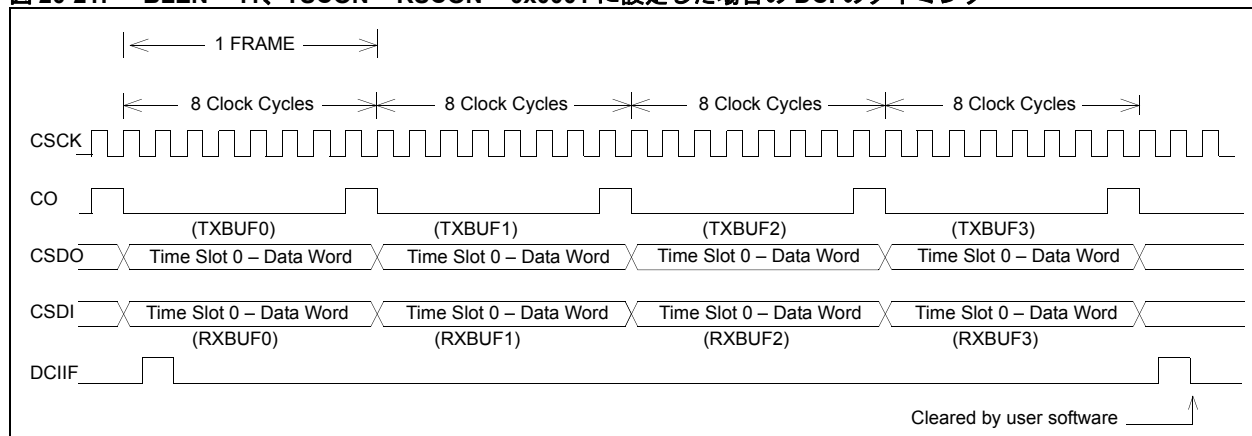 1 FRAME
8 Clock Cycles 8 Clock Cycles 8 Clock Cycles 8 Clock Cycles
CSCK
CO
(TXBUF0) (TXBUF1) (TXBUF2) (TXBUF3)
CSDO Time Slot 0 – Data Word Time Slot 0 – Data Word Time Slot 0 – Data Word Time Slot 0 – Data Word
CSDI Time Slot 0 – Data Word Time Slot 0 – Data Word Time Slot 0 – Data Word Time Slot 0 – Data Word
(RXBUF0) (RXBUF1) (RXBUF2) (RXBUF3)
DCIIF
Cleared by user software